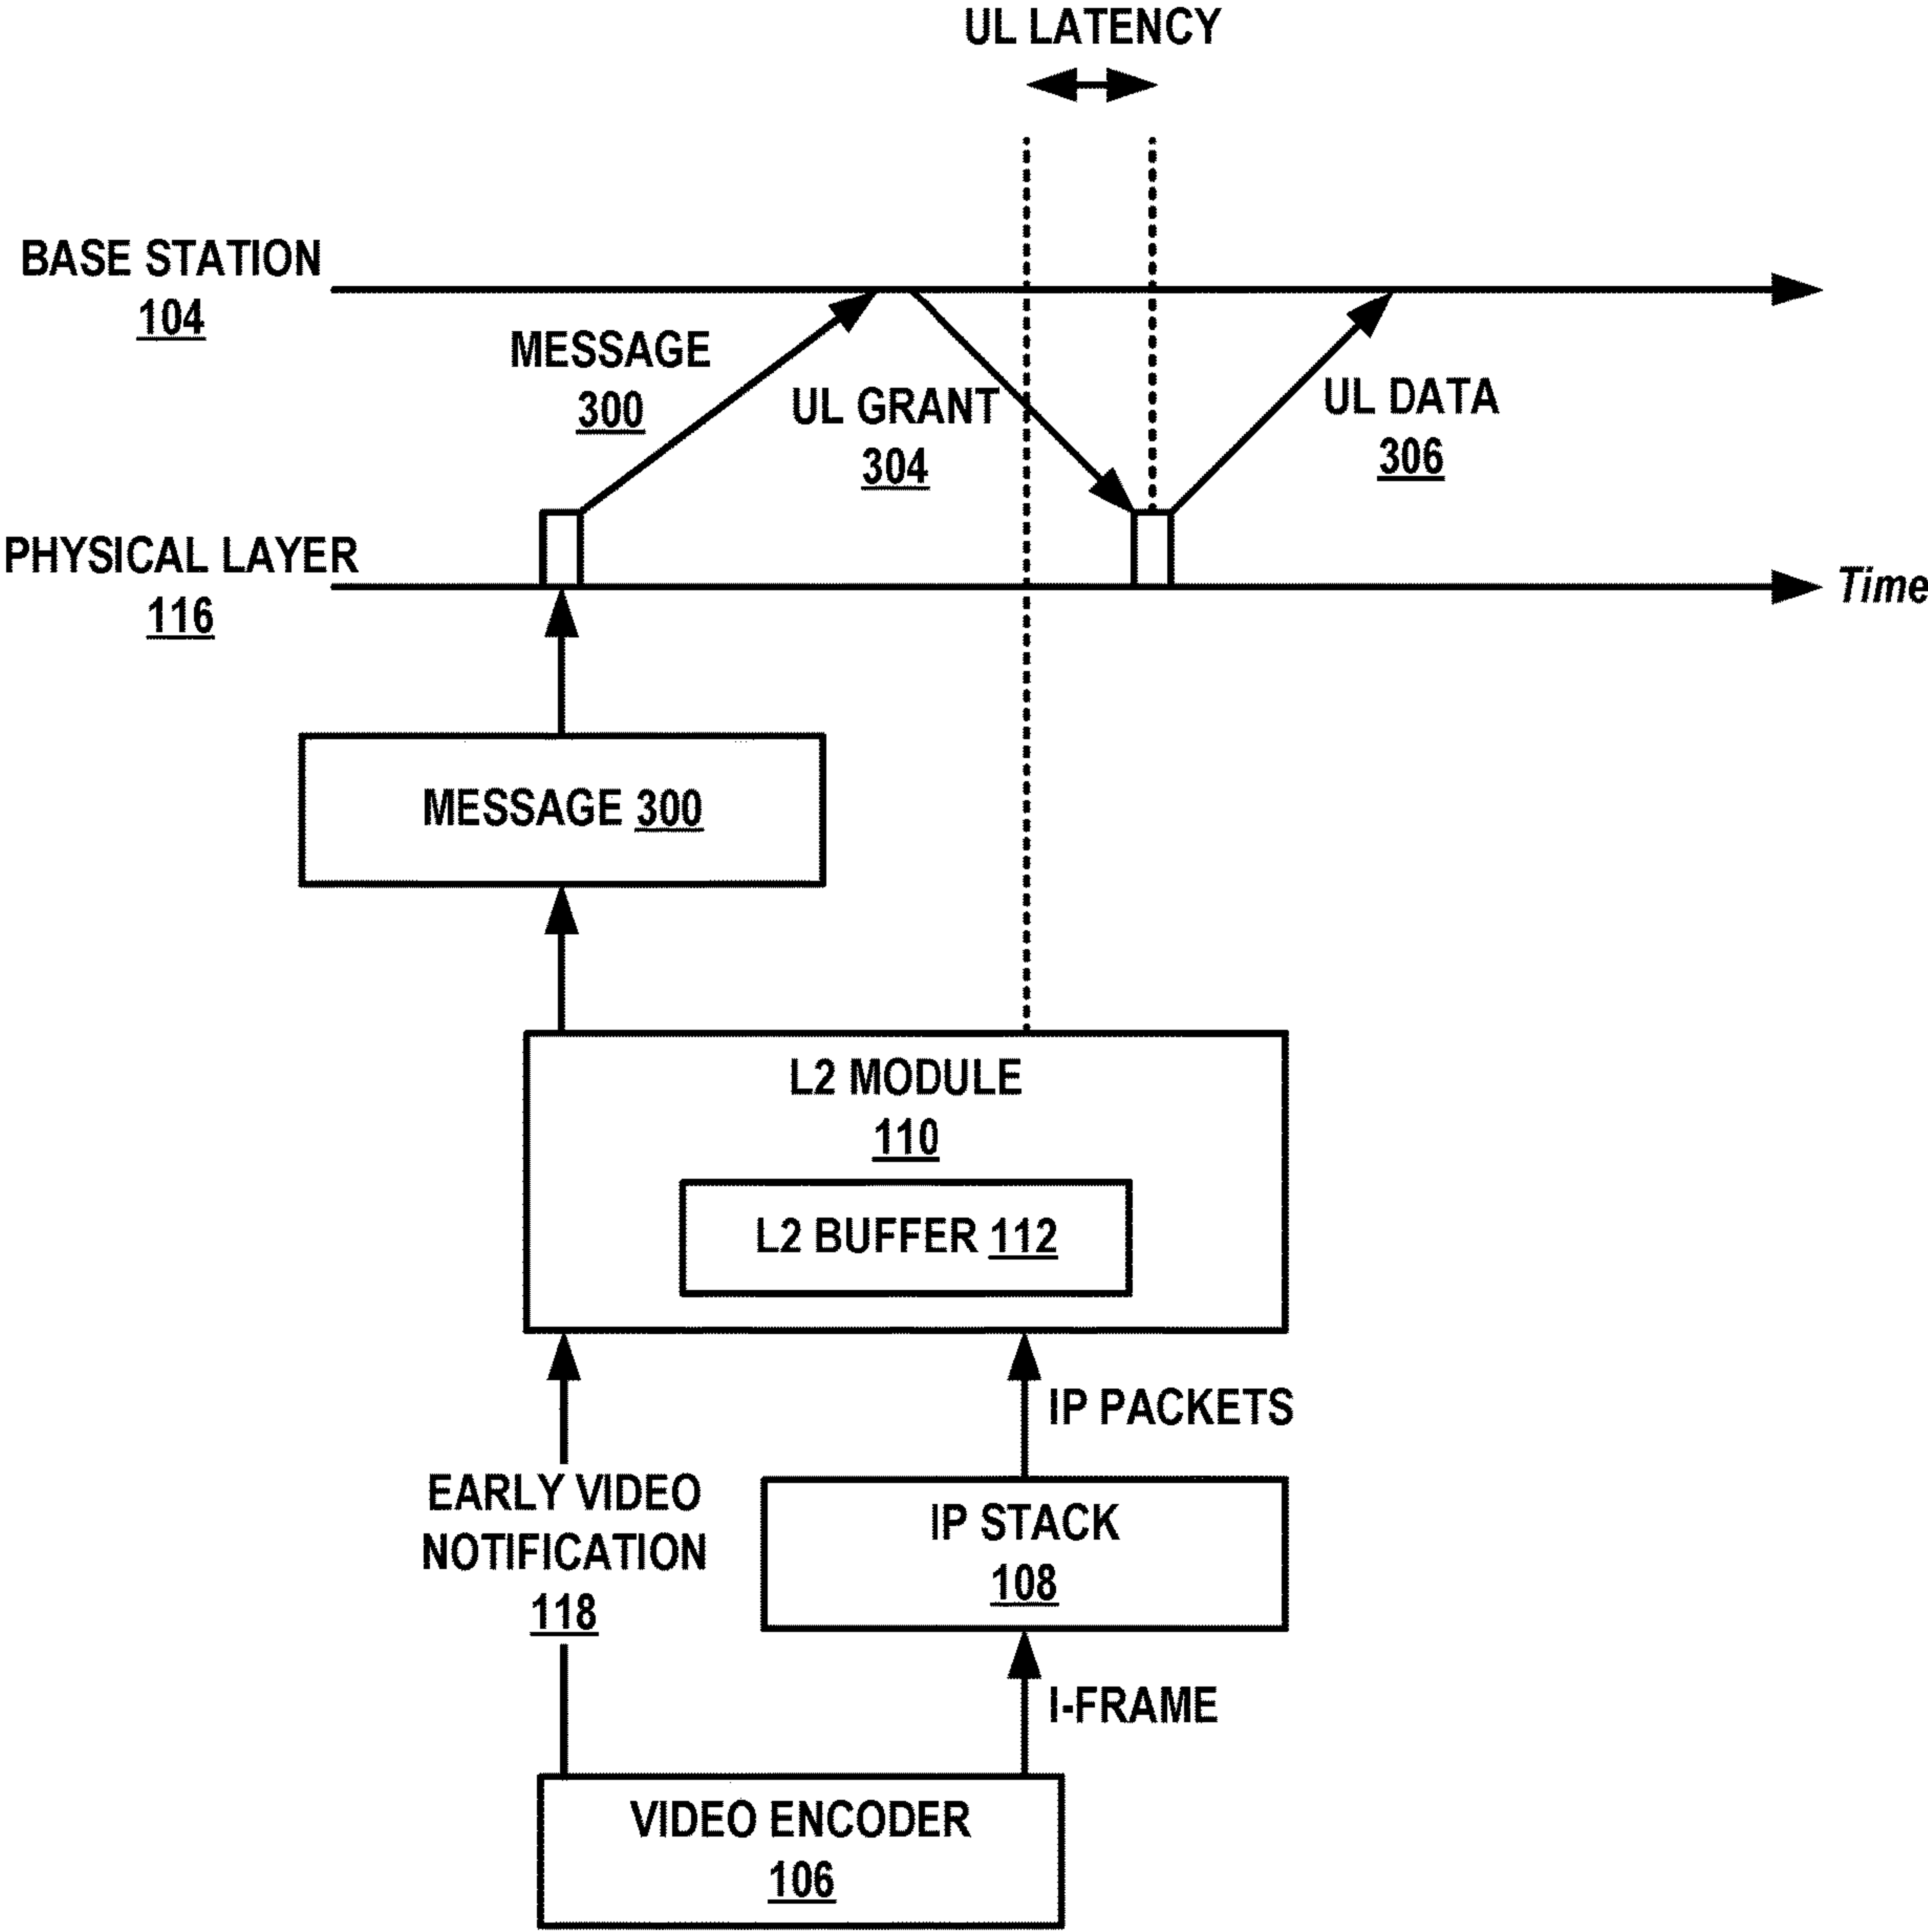 UL LATENCY
BASE STATION
104
MESSAGE
300
UL GRANT
304
UL DATA
306
PHYSICAL LAYER
116
Time
MESSAGE 300
L2 MODULE
110
L2 BUFFER 112
IP PACKETS
EARLY VIDEO
NOTIFICATION
118
IP STACK
108
I-FRAME
VIDEO ENCODER
106